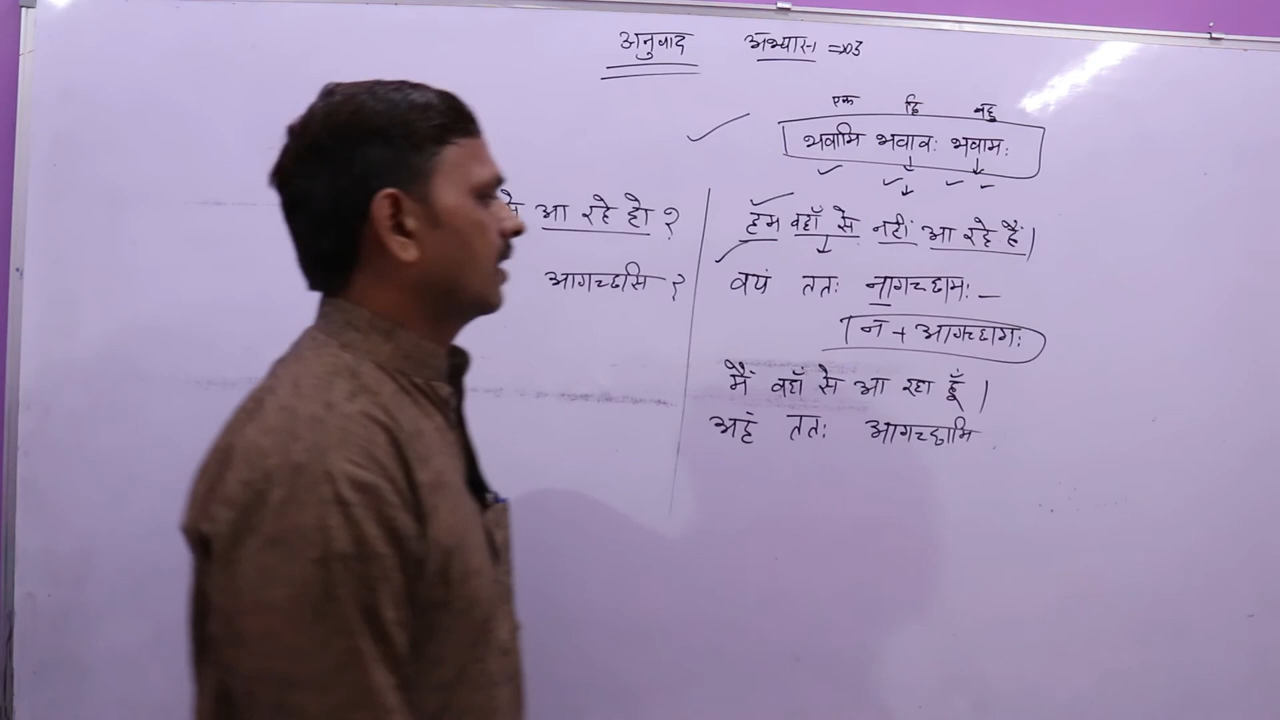 अनुवाद अभ्यास =>03
एक द्वि बहु
भवामि भवावः भवामः
से आ रहे हो ?
आगच्छसि ?
हम वहाँ से नहीं आ रहे हैं।
वयं ततः नागच्छामः –
न + आगच्छामः
मैं वहाँ से आ रहा हूँ ।
अहं ततः आगच्छामि